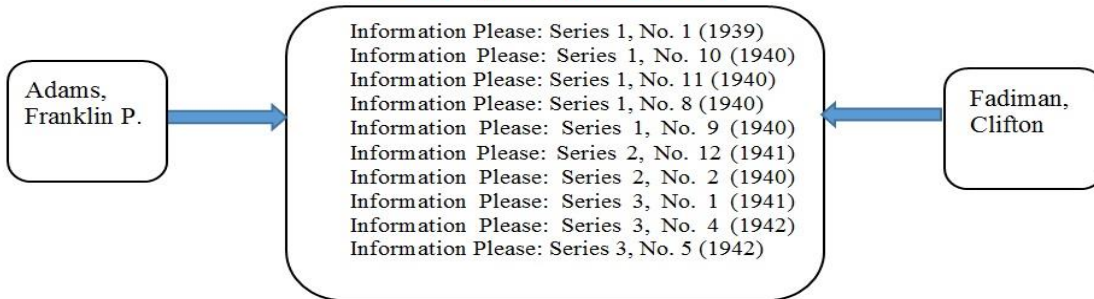 Adams,
Franklin P.
Information Please: Series 1, No. 1 (1939)
Information Please: Series 1, No. 10 (1940)
Information Please: Series 1, No. 11 (1940)
Information Please: Series 1, No. 8 (1940)
Information Please: Series 1, No. 9 (1940)
Information Please: Series 2, No. 12 (1941)
Information Please: Series 2, No. 2 (1940)
Information Please: Series 3, No. 1 (1941)
Information Please: Series 3, No. 4 (1942)
Information Please: Series 3, No. 5 (1942)
Fadiman,
Clifton